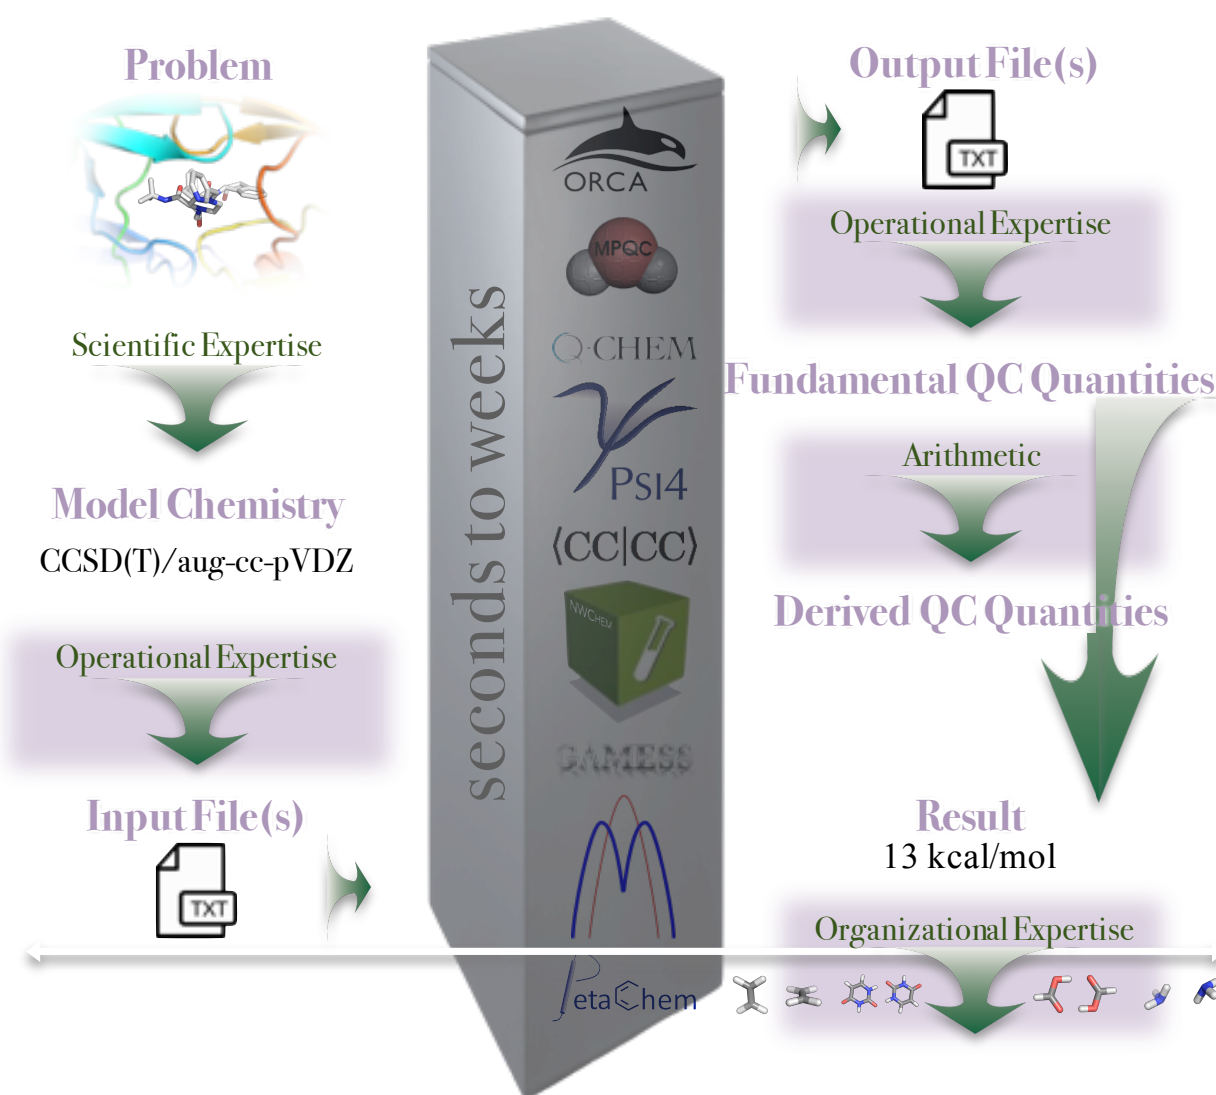 Problem
Scientific Expertise
Model Chemistry
CCSD(T)/aug-cc-pVDZ
Operational Expertise
Input File(s)
TXT
seconds to weeks
ORCA
MPQC
Q-CHEM
PSI4
⟨CC|CC⟩
NWCHEM
GAMESS
PetaChem
Output File(s)
TXT
Operational Expertise
Fundamental QC Quantities
Arithmetic
Derived QC Quantities
Result
13 kcal/mol
Organizational Expertise